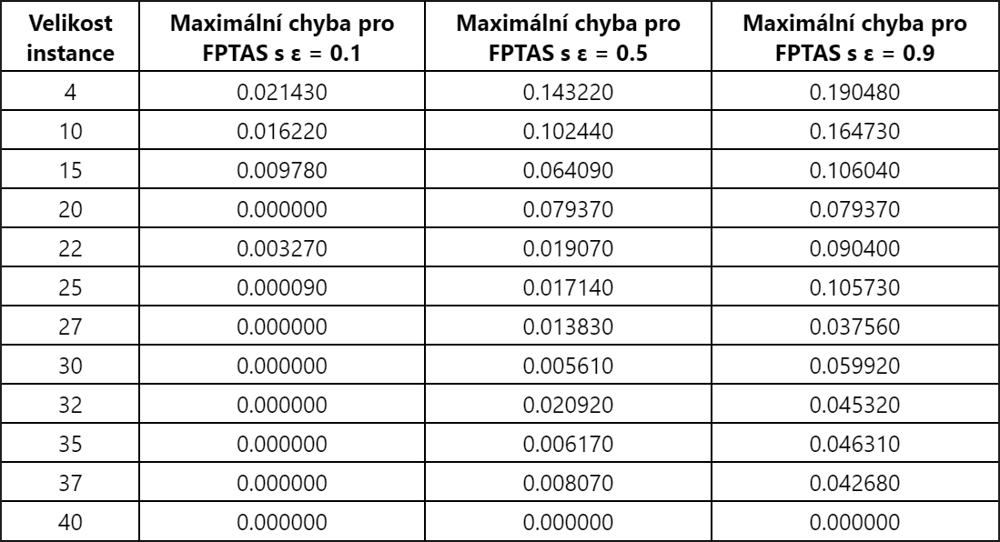 Velikost instance | Maximální chyba pro FPTAS s ε = 0.1 | Maximální chyba pro FPTAS s ε = 0.5 | Maximální chyba pro FPTAS s ε = 0.9
4 | 0.021430 | 0.143220 | 0.190480
10 | 0.016220 | 0.102440 | 0.164730
15 | 0.009780 | 0.064090 | 0.106040
20 | 0.000000 | 0.079370 | 0.079370
22 | 0.003270 | 0.019070 | 0.090400
25 | 0.000090 | 0.017140 | 0.105730
27 | 0.000000 | 0.013830 | 0.037560
30 | 0.000000 | 0.005610 | 0.059920
32 | 0.000000 | 0.020920 | 0.045320
35 | 0.000000 | 0.006170 | 0.046310
37 | 0.000000 | 0.008070 | 0.042680
40 | 0.000000 | 0.000000 | 0.000000